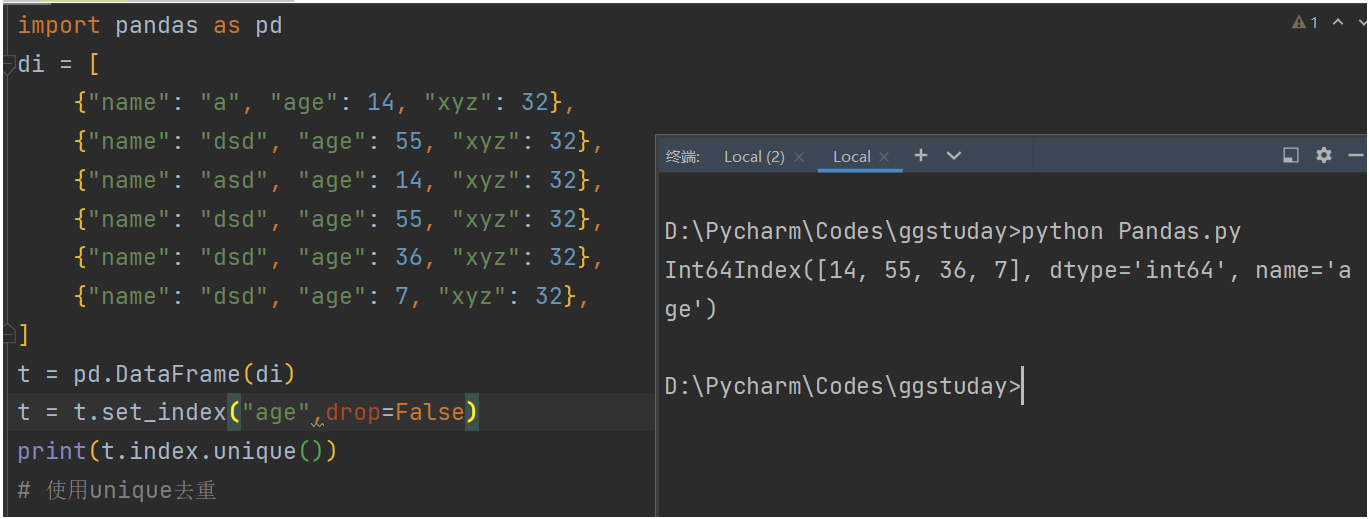 import pandas as pd
di = [
    {"name": "a", "age": 14, "xyz": 32},
    {"name": "dsd", "age": 55, "xyz": 32},
    {"name": "asd", "age": 14, "xyz": 32},
    {"name": "dsd", "age": 55, "xyz": 32},
    {"name": "dsd", "age": 36, "xyz": 32},
    {"name": "dsd", "age": 7, "xyz": 32},
]
t = pd.DataFrame(di)
t = t.set_index("age",drop=False)
print(t.index.unique())
# 使用unique去重
1
终端: Local (2) Local
D:\Pycharm\Codes\ggstuday>python Pandas.py
Int64Index([14, 55, 36, 7], dtype='int64', name='a
ge')
D:\Pycharm\Codes\ggstuday>